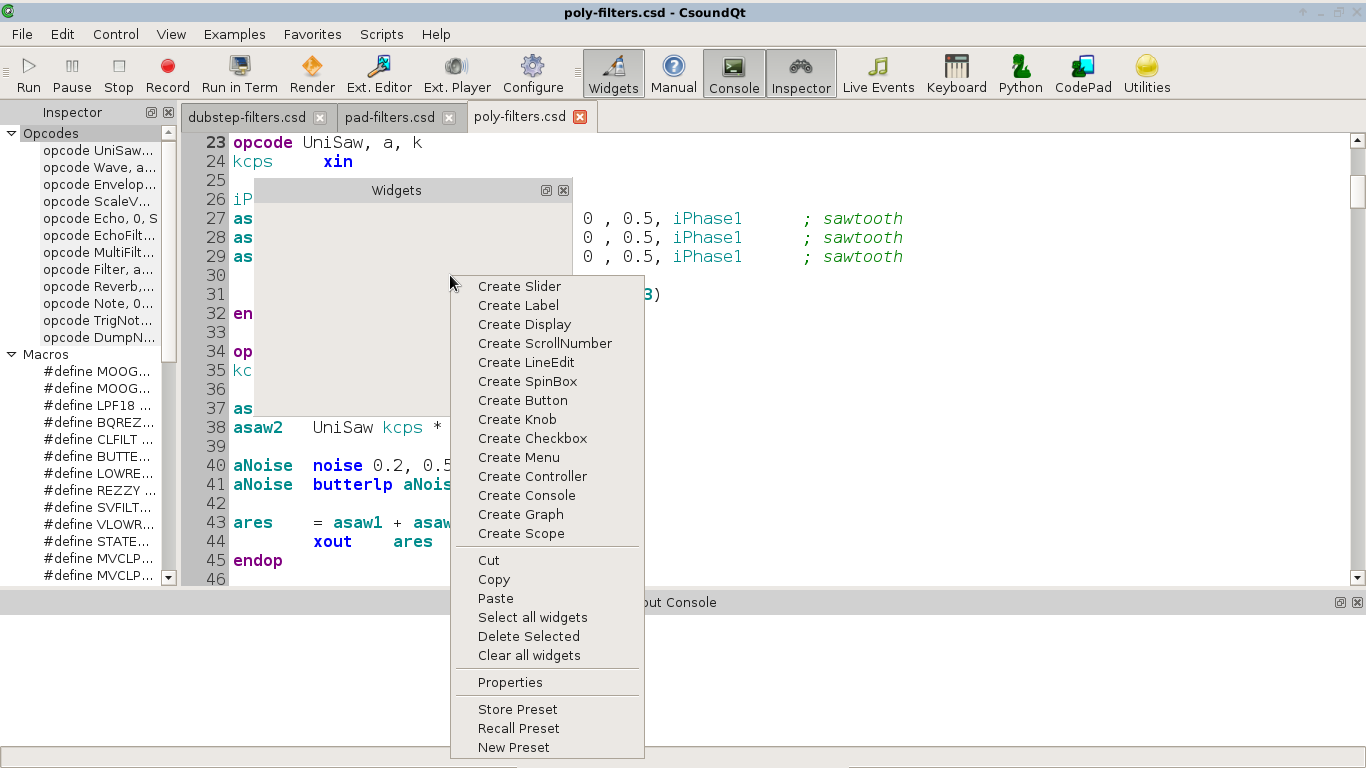 poly-filters.csd - CsoundQt
File Edit Control View Examples Favorites Scripts Help
Run Pause Stop Record Run in Term Render Ext. Editor Ext. Player Configure Widgets Manual Console Inspector Live Events Keyboard Python CodePad Utilities
Inspector
Opcodes
opcode UniSaw...
opcode Wave, a...
opcode Envelop...
opcode ScaleV...
opcode Echo, 0, S
opcode EchoFilt...
opcode MultiFilt...
opcode Filter, a...
opcode Reverb,...
opcode Note, 0...
opcode TrigNot...
opcode DumpN...
Macros
#define MOOG...
#define MOOG...
#define LPF18 ...
#define BQREZ...
#define CLFILT ...
#define BUTTE...
#define LOWRE...
#define REZZY ...
#define SVFILT...
#define VLOWR...
#define STATE...
#define MVCLP...
#define MVCLP...
dubstep-filters.csd pad-filters.csd poly-filters.csd
23 opcode UniSaw, a, k
24 kcps xin
25
26 iP
27 as 0 , 0.5, iPhase1 ; sawtooth
28 as 0 , 0.5, iPhase1 ; sawtooth
29 as 0 , 0.5, iPhase1 ; sawtooth
30
31 3)
32 en
33
34 op
35 kc
36
37 as
38 asaw2 UniSaw kcps *
39
40 aNoise noise 0.2, 0.5
41 aNoise butterlp aNois
42
43 ares = asaw1 + asaw
44 xout ares
45 endop
46
Widgets
Create Slider
Create Label
Create Display
Create ScrollNumber
Create LineEdit
Create SpinBox
Create Button
Create Knob
Create Checkbox
Create Menu
Create Controller
Create Console
Create Graph
Create Scope
Cut
Copy
Paste
Select all widgets
Delete Selected
Clear all widgets
Properties
Store Preset
Recall Preset
New Preset
out Console